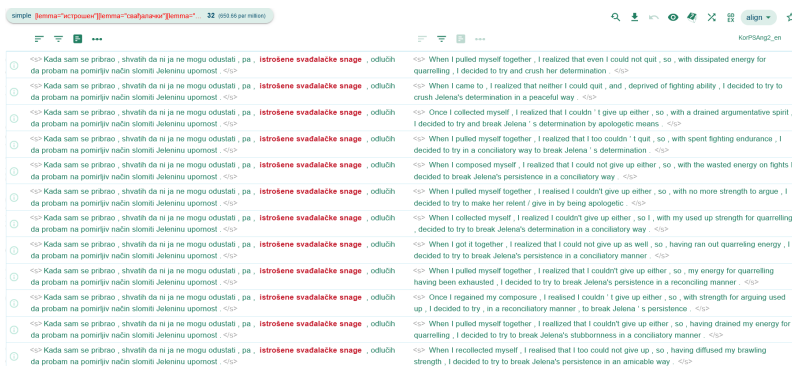 simple [lemma="истрошен"][lemma="свађалачки"][lemma="... 32 (650.66 per million)
GD
EX
align
KorPSAng2_en
<s> Kada sam se pribrao , shvatih da ni ja ne mogu odustati , pa , istrošene svađalačke snage , odlučih
da probam na pomirljiv način slomiti Jeleninu upornost . </s>
<s> When I pulled myself together , I realized that even I could not quit , so , with dissipated energy for
quarrelling , I decided to try and crush her determination . </s>
<s> Kada sam se pribrao , shvatih da ni ja ne mogu odustati , pa , istrošene svađalačke snage , odlučih
da probam na pomirljiv način slomiti Jeleninu upornost . </s>
<s> When I came to , I realized that neither I could quit , and , deprived of fighting ability , I decided to try to
crush Jelena's determination in a peaceful way . </s>
<s> Kada sam se pribrao , shvatih da ni ja ne mogu odustati , pa , istrošene svađalačke snage , odlučih
da probam na pomirljiv način slomiti Jeleninu upornost . </s>
<s> Once I collected myself , I realized that I couldn ' t give up either , so , with a drained argumentative spirit ,
I decided to try and break Jelena ' s determination by apologetic means . </s>
<s> Kada sam se pribrao , shvatih da ni ja ne mogu odustati , pa , istrošene svađalačke snage , odlučih
da probam na pomirljiv način slomiti Jeleninu upornost . </s>
<s> When I pulled myself together , I realized that I too couldn ' t quit , so , with spent fighting endurance , I
decided to try in a conciliatory way to break Jelena ' s determination . </s>
<s> Kada sam se pribrao , shvatih da ni ja ne mogu odustati , pa , istrošene svađalačke snage , odlučih
da probam na pomirljiv način slomiti Jeleninu upornost . </s>
<s> When I composed myself , I realized that I could not give up either , so , with the wasted energy on fights I
decided to break Jelena's persistence in a conciliatory way . </s>
<s> Kada sam se pribrao , shvatih da ni ja ne mogu odustati , pa , istrošene svađalačke snage , odlučih
da probam na pomirljiv način slomiti Jeleninu upornost . </s>
<s> When I pulled myself together , I realised I couldn't give up either , so , with no more strength to argue , I
decided to try to make her relent / give in by being apologetic . </s>
<s> Kada sam se pribrao , shvatih da ni ja ne mogu odustati , pa , istrošene svađalačke snage , odlučih
da probam na pomirljiv način slomiti Jeleninu upornost . </s>
<s> When I collected myself , I realized I couldn't give up either , so I , with my used up strength for quarrelling
, decided to try to break Jelena's determination in a conciliatory way . </s>
<s> Kada sam se pribrao , shvatih da ni ja ne mogu odustati , pa , istrošene svađalačke snage , odlučih
da probam na pomirljiv način slomiti Jeleninu upornost . </s>
<s> When I got it together , I realized that I could not give up as well , so , having ran out quarreling energy , I
decided to try to break Jelena's persistence in a conciliatory manner . </s>
<s> Kada sam se pribrao , shvatih da ni ja ne mogu odustati , pa , istrošene svađalačke snage , odlučih
da probam na pomirljiv način slomiti Jeleninu upornost . </s>
<s> When I pulled myself together , I realized that I couldn't give up either , so , my energy for quarrelling
having been exhausted , I decided to try to break Jelena's persistence in a reconciling manner . </s>
<s> Kada sam se pribrao , shvatih da ni ja ne mogu odustati , pa , istrošene svađalačke snage , odlučih
da probam na pomirljiv način slomiti Jeleninu upornost . </s>
<s> Once I regained my composure , I realised I couldn ' t give up either , so , with strength for arguing used
up , I decided to try , in a reconciliatory manner , to break Jelena ' s persistence . </s>
<s> Kada sam se pribrao , shvatih da ni ja ne mogu odustati , pa , istrošene svađalačke snage , odlučih
da probam na pomirljiv način slomiti Jeleninu upornost . </s>
<s> When I pulled myself together , I reallized that I couldn't give up either , so , having drained my energy for
quarrelling , I decided to try to break Jelena's stubbornness in a conciliatory manner . </s>
<s> Kada sam se pribrao , shvatih da ni ja ne mogu odustati , pa , istrošene svađalačke snage , odlučih
da probam na pomirljiv način slomiti Jeleninu upornost . </s>
<s> When I recollected myself , I realised that I too could not give up , so , having diffused my brawling
strength , I decided to try to break Jelena's persistence in an amicable way . </s>